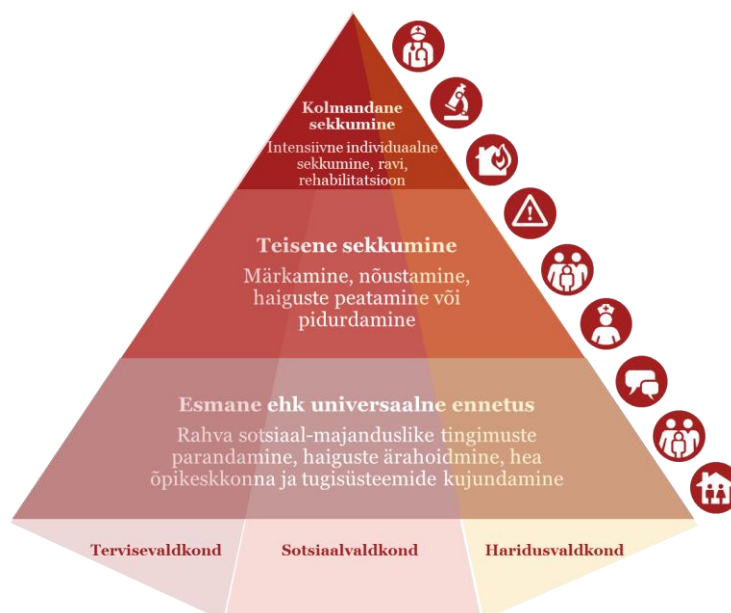 Kolmandane
sekkumine
Intensiivne individuaalne
sekkumine, ravi,
rehabilitatsioon
Teisene sekkumine
Märkamine, nõustamine,
haiguste peatamine või
pidurdamine
Esmane ehk universaalne ennetus
Rahva sotsiaal-majanduslike tingimuste
parandamine, haiguste ärahoidmine, hea
õpikeskkonna ja tugisüsteemide kujundamine
Tervisevaldkond
Sotsiaalvaldkond
Haridusvaldkond